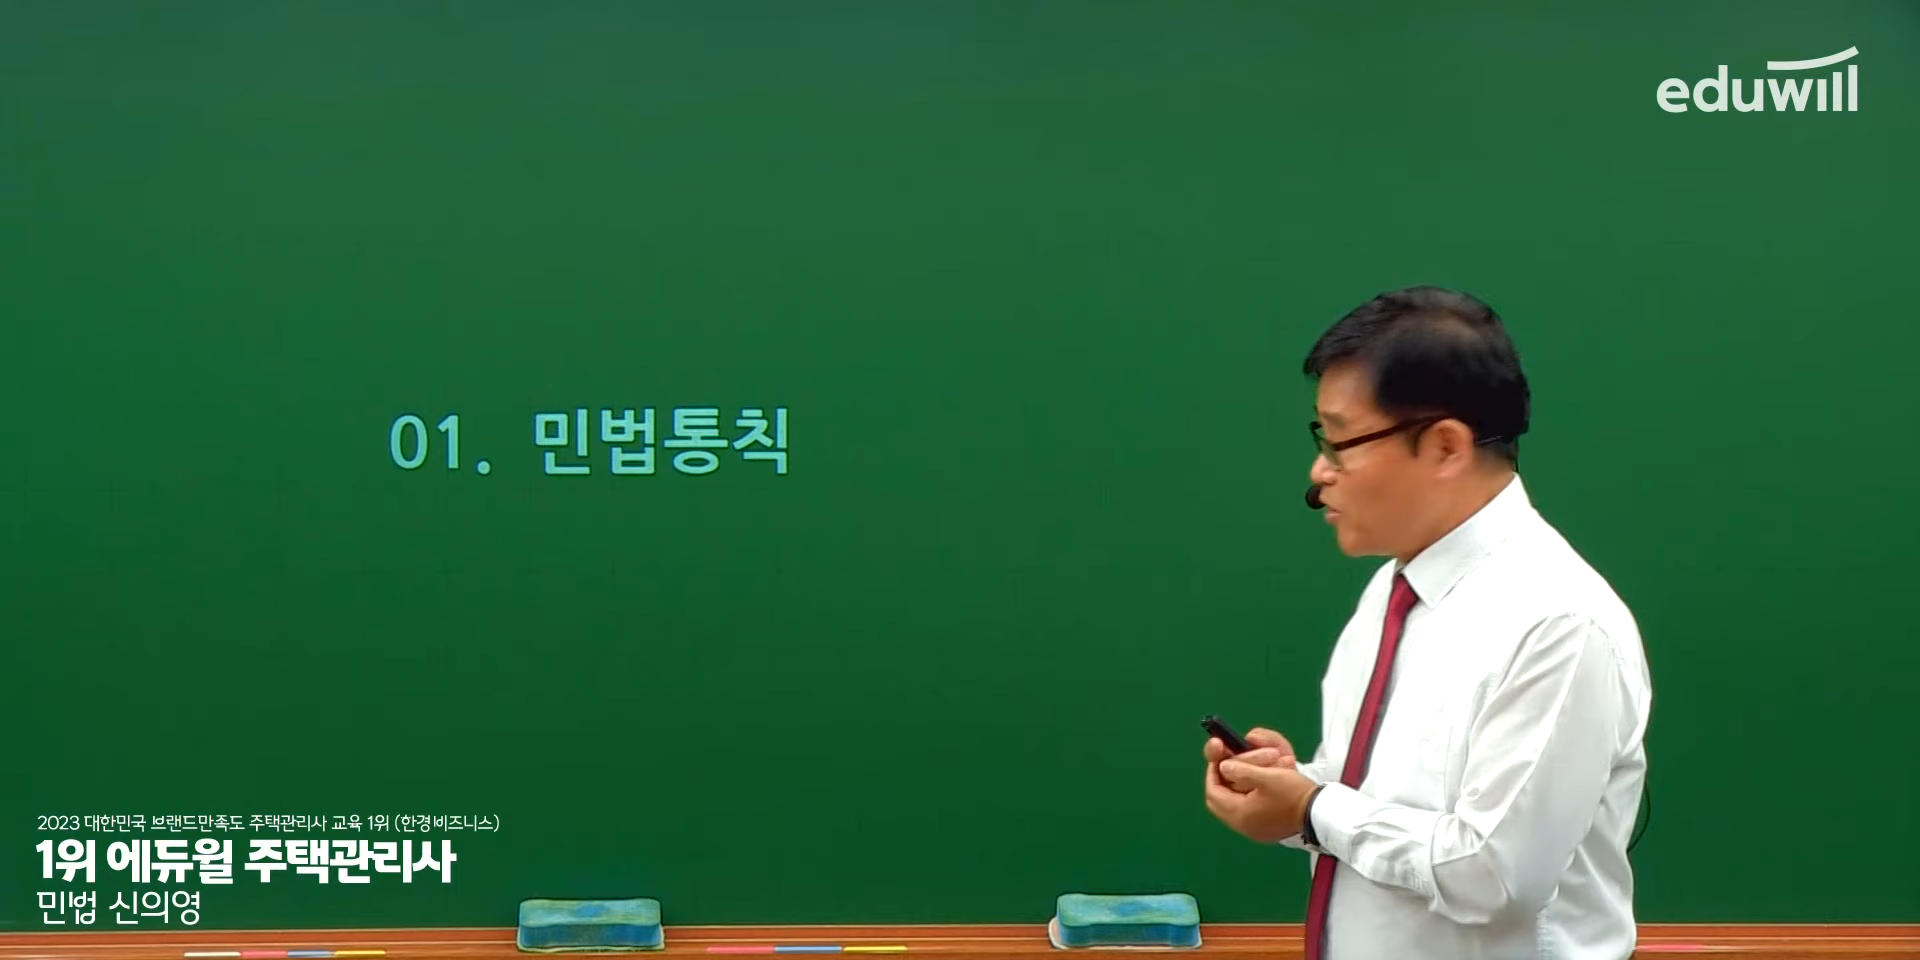 eduwill
01. 민법통칙
2023 대한민국 브랜드만족도 주택관리사 교육 1위 (한경비즈니스)
1위 에듀윌 주택관리사
민법 신의영